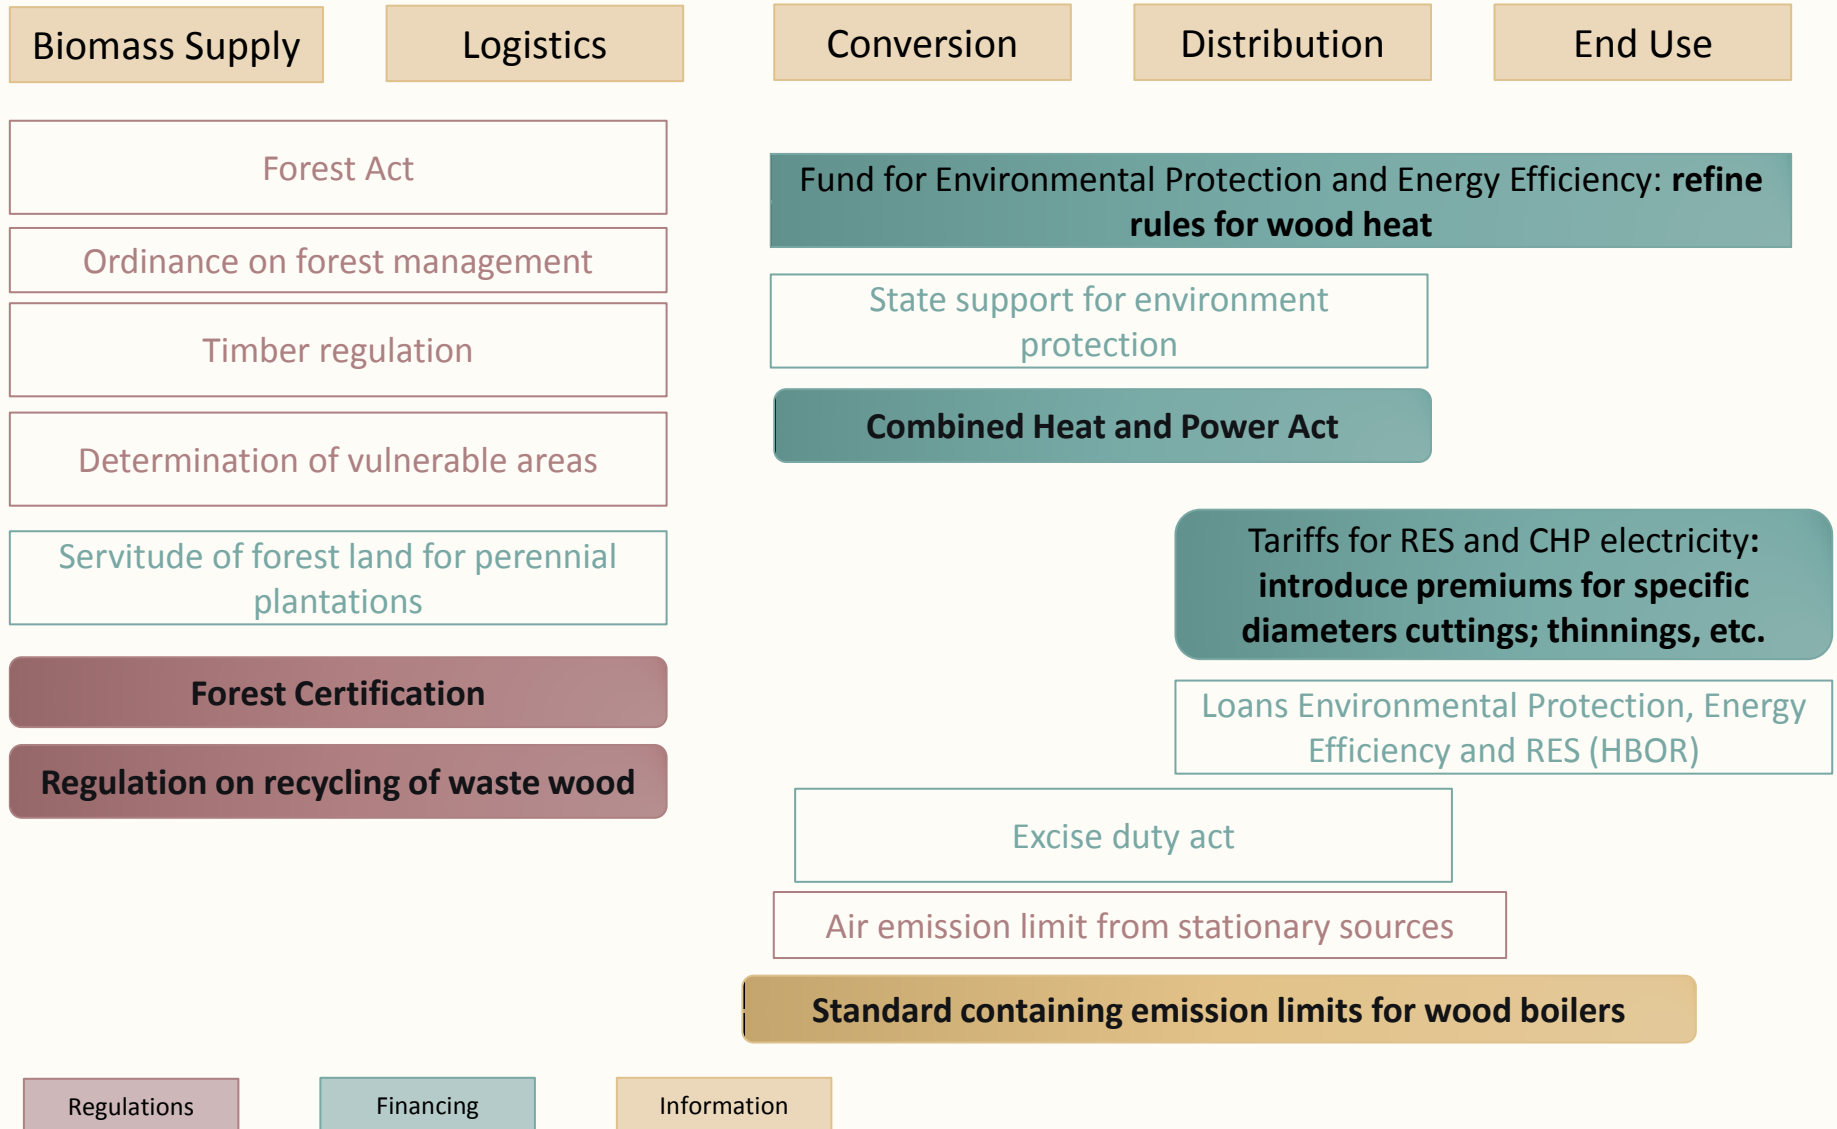 Biomass Supply
Logistics
Conversion
Distribution
End Use
Forest Act
Ordinance on forest management
Timber regulation
Determination of vulnerable areas
Servitude of forest land for perennial
plantations
Forest Certification
Regulation on recycling of waste wood
Fund for Environmental Protection and Energy Efficiency: refine
rules for wood heat
State support for environment
protection
Combined Heat and Power Act
Tariffs for RES and CHP electricity:
introduce premiums for specific
diameters cuttings; thinnings, etc.
Loans Environmental Protection, Energy
Efficiency and RES (HBOR)
Excise duty act
Air emission limit from stationary sources
Standard containing emission limits for wood boilers
Regulations
Financing
Information